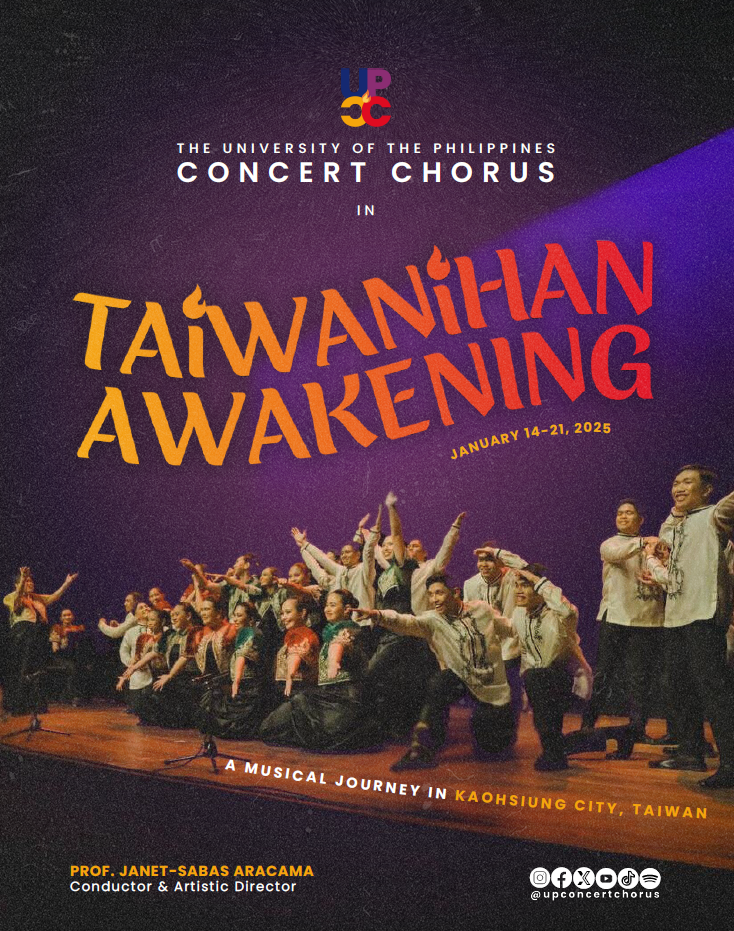 UP
CC
THE UNIVERSITY OF THE PHILIPPINES
CONCERT CHORUS
IN
TAiWANiHAN
AWAKENING
JANUARY 14-21, 2025
A MUSICAL JOURNEY IN KAOHSIUNG CITY, TAIWAN
PROF. JANET-SABAS ARACAMA
Conductor & Artistic Director
@upconcertchorus